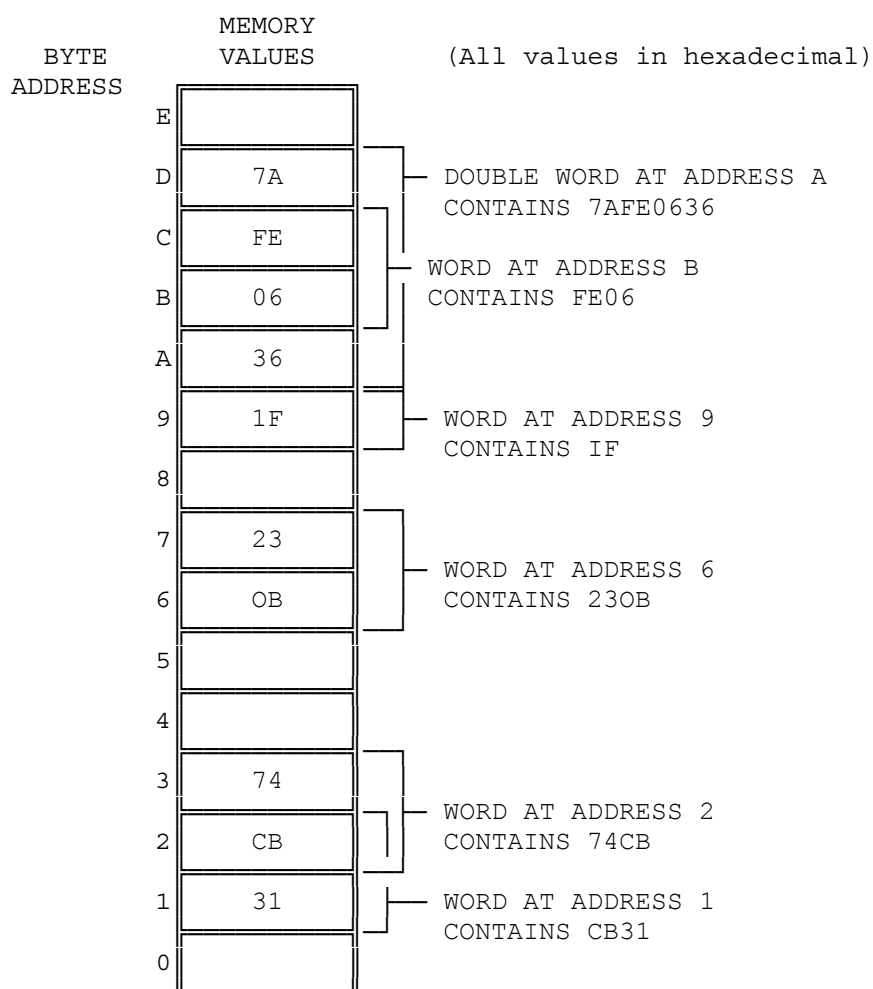 MEMORY
BYTE VALUES (All values in hexadecimal)
ADDRESS
E
D 7A DOUBLE WORD AT ADDRESS A
CONTAINS 7AFE0636
C FE
WORD AT ADDRESS B
B 06 CONTAINS FE06
A 36
9 1F WORD AT ADDRESS 9
CONTAINS IF
8
7 23
WORD AT ADDRESS 6
6 OB CONTAINS 23OB
5
4
3 74
WORD AT ADDRESS 2
2 CB CONTAINS 74CB
1 31 WORD AT ADDRESS 1
CONTAINS CB31
0